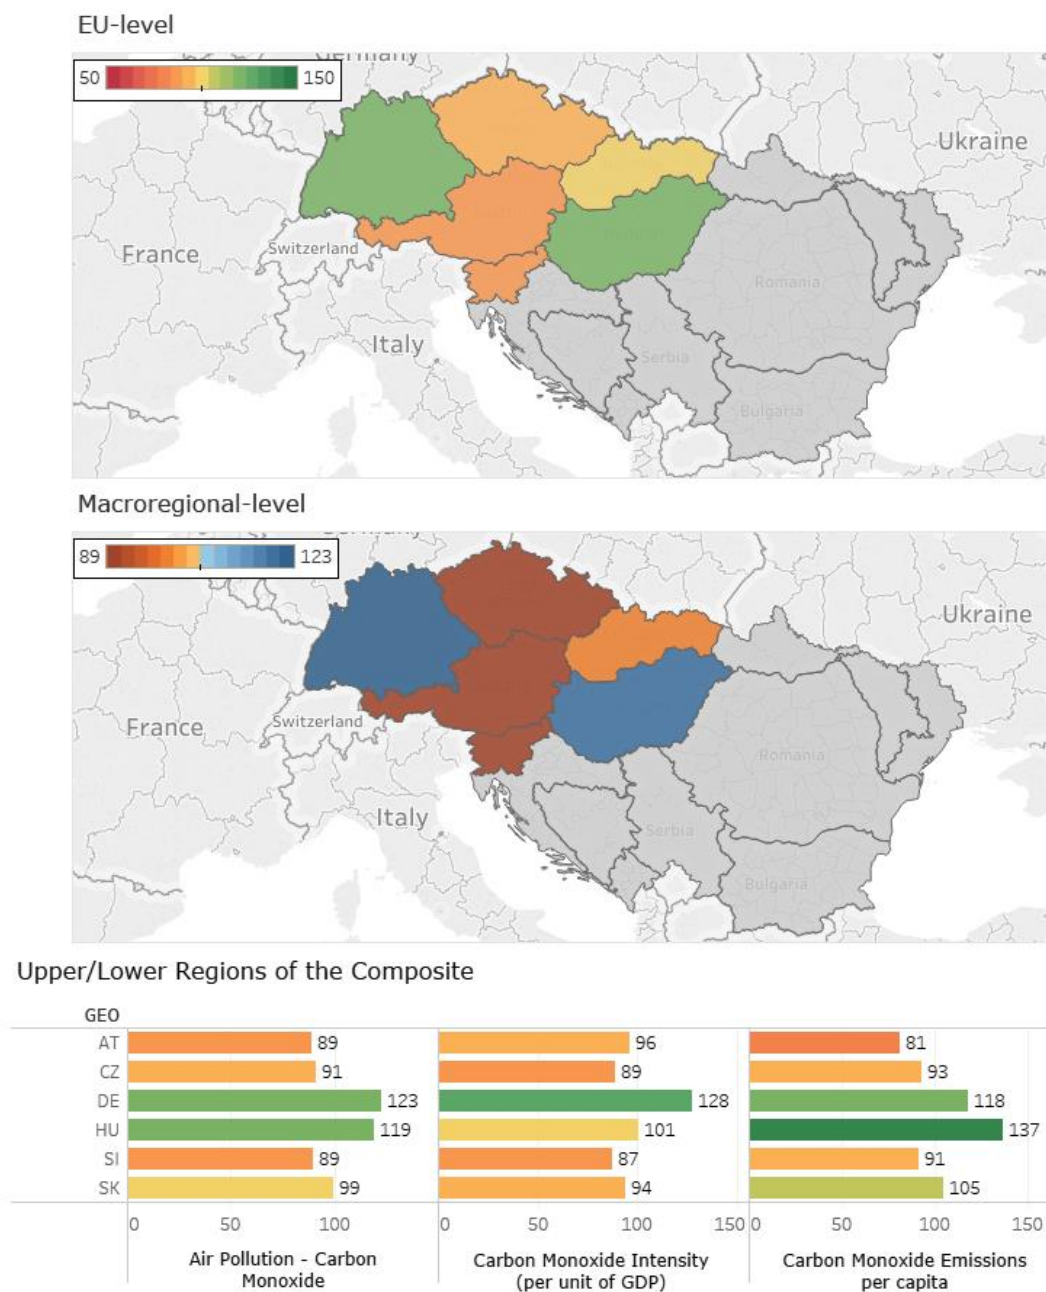 EU-level
Germany
50
150
Ukraine
France
Switzerland
Romania
Italy
Serbia
Bulgaria
Macroregional-level
89
123
Ukraine
France
Switzerland
Romania
Italy
Serbia
Bulgaria
Upper/Lower Regions of the Composite
GEO
AT 89 96 81
CZ 91 89 93
DE 123 128 118
HU 119 101 137
SI 89 87 91
SK 99 94 105
0 50 100 0 50 100 150 0 50 100 150
Air Pollution - Carbon Monoxide
Carbon Monoxide Intensity (per unit of GDP)
Carbon Monoxide Emissions per capita